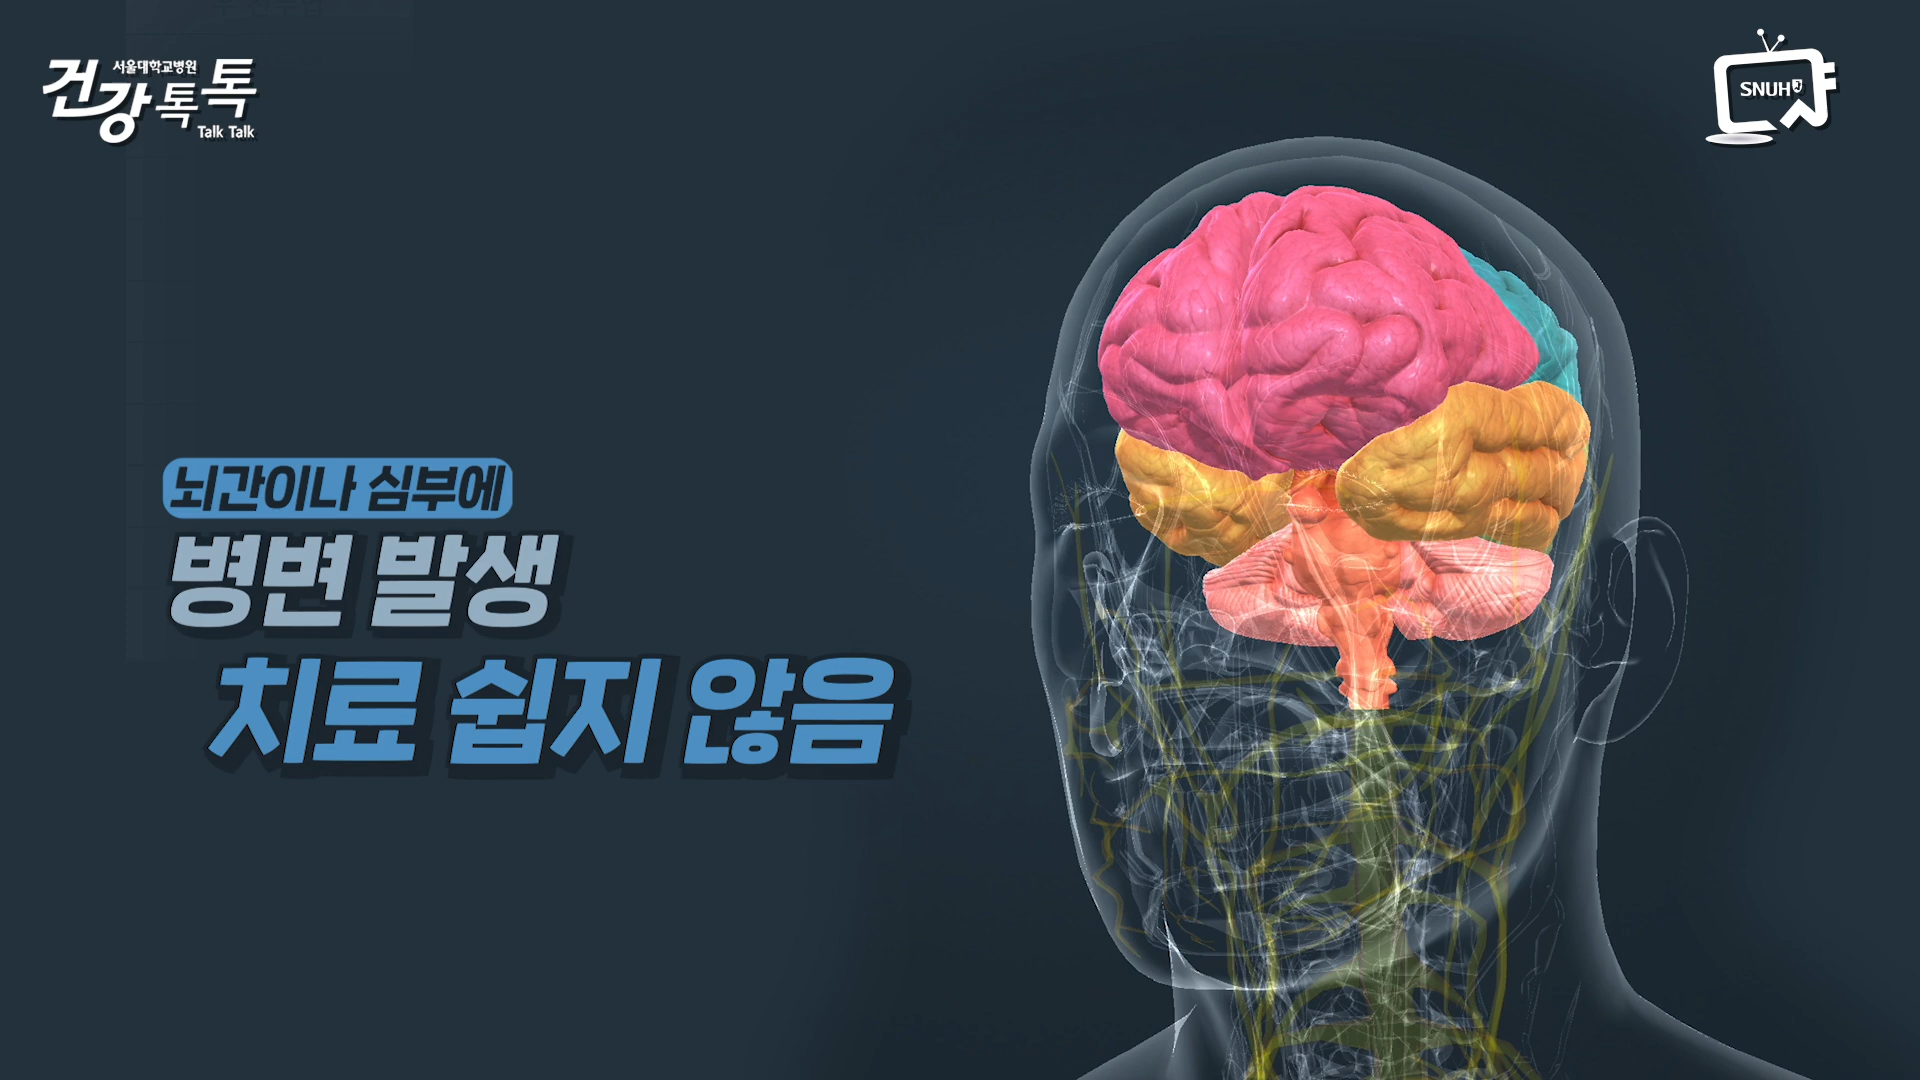 서울대학교병원
건강톡톡
Talk Talk
SNUH
뇌간이나 심부에
병변 발생
치료 쉽지 않음